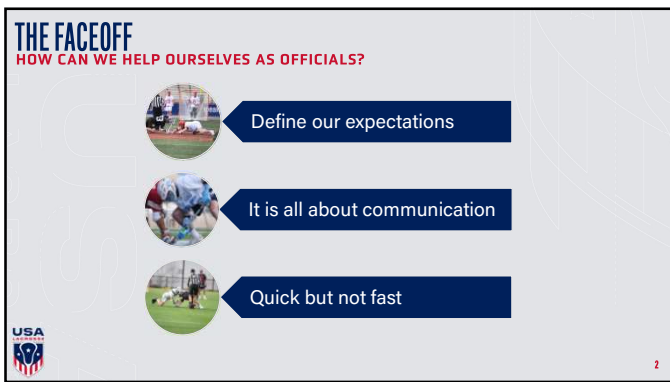 THE FACEOFF
HOW CAN WE HELP OURSELVES AS OFFICIALS?
Define our expectations
It is all about communication
Quick but not fast
USA
LACROSSE
2